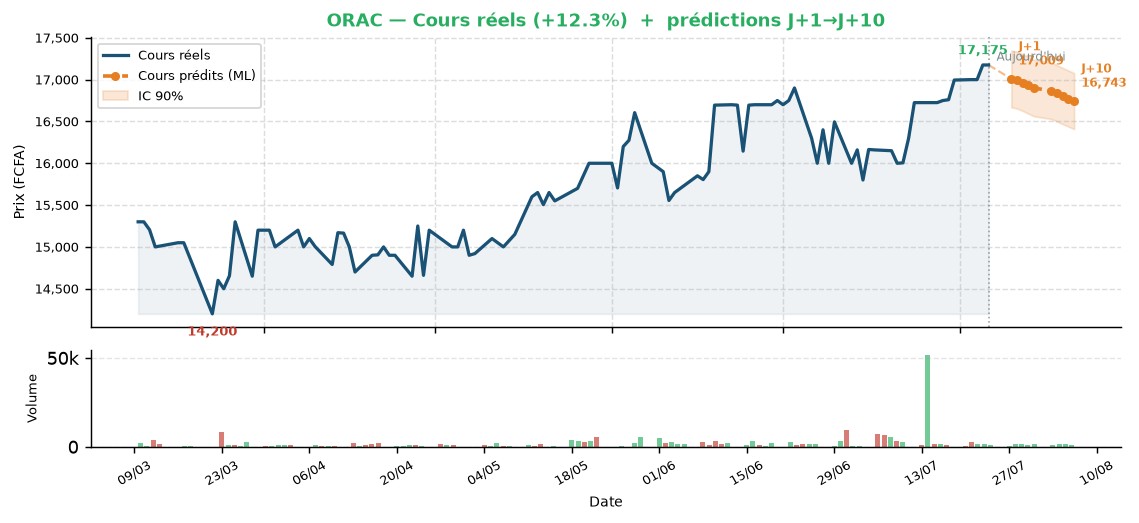 ORAC — Cours réels (+12.3%)  +  prédictions J+1→J+10
Cours réels
Cours prédits (ML)
IC 90%
17,500
17,000
16,500
16,000
15,500
15,000
14,500
Prix (FCFA)
17,175
Aujourd'hui
J+1
17,009
J+10
16,743
14,200
50k
0
Volume
09/03
23/03
06/04
20/04
04/05
18/05
01/06
15/06
29/06
13/07
27/07
10/08
Date